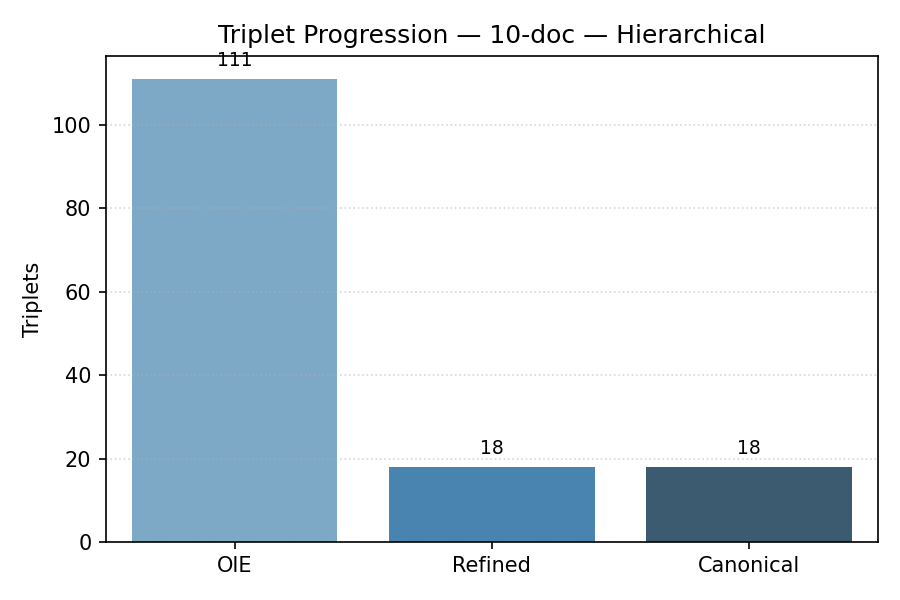 Triplet Progression — 10-doc — Hierarchical
111
100
80
60
40
20
0
Triplets
18
18
OIE
Refined
Canonical